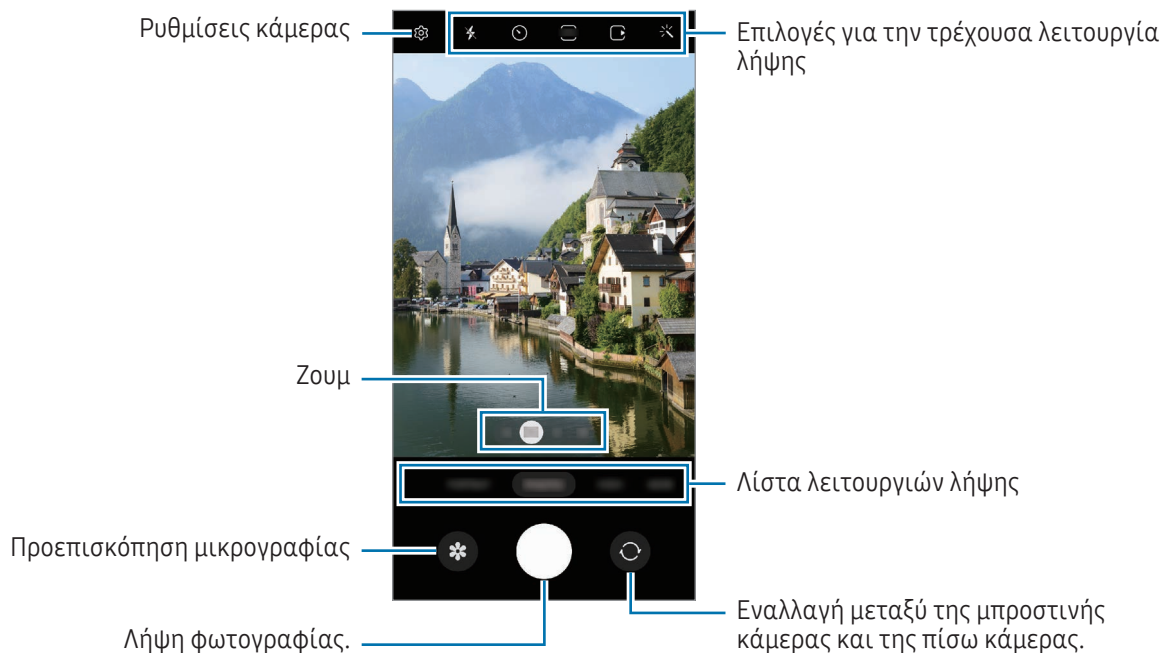 Ρυθμίσεις κάμερας
Επιλογές για την τρέχουσα λειτουργία
λήψης
Ζουμ
Λίστα λειτουργιών λήψης
Προεπισκόπηση μικρογραφίας
Εναλλαγή μεταξύ της μπροστινής
κάμερας και της πίσω κάμερας.
Λήψη φωτογραφίας.